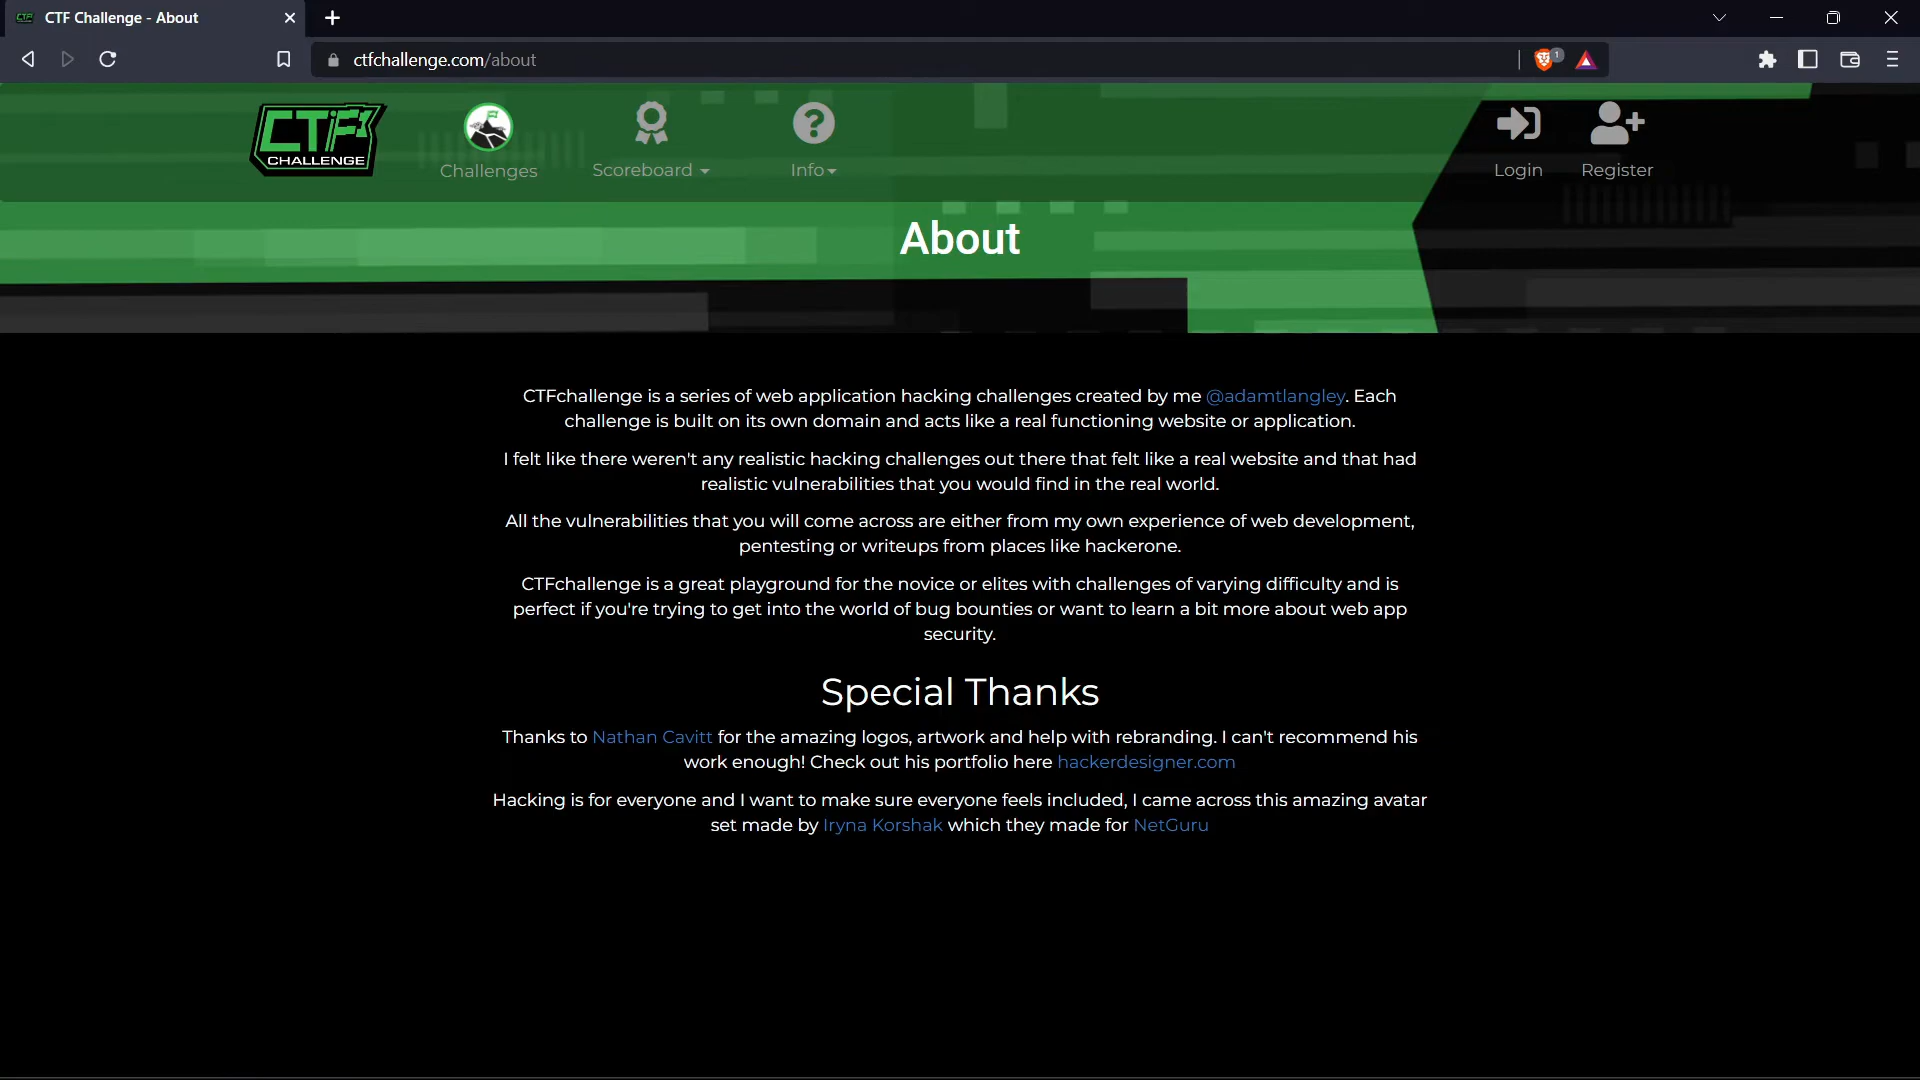 CTF Challenge - About
ctfchallenge.com/about
1
CTF
CHALLENGE
Challenges
Scoreboard
Info
Login
Register
About
CTFchallenge is a series of web application hacking challenges created by me @adamtlangley. Each
challenge is built on its own domain and acts like a real functioning website or application.
I felt like there weren't any realistic hacking challenges out there that felt like a real website and that had
realistic vulnerabilities that you would find in the real world.
All the vulnerabilities that you will come across are either from my own experience of web development,
pentesting or writeups from places like hackerone.
CTFchallenge is a great playground for the novice or elites with challenges of varying difficulty and is
perfect if you're trying to get into the world of bug bounties or want to learn a bit more about web app
security.
Special Thanks
Thanks to Nathan Cavitt for the amazing logos, artwork and help with rebranding. I can't recommend his
work enough! Check out his portfolio here hackerdesigner.com
Hacking is for everyone and I want to make sure everyone feels included, I came across this amazing avatar
set made by Iryna Korshak which they made for NetGuru